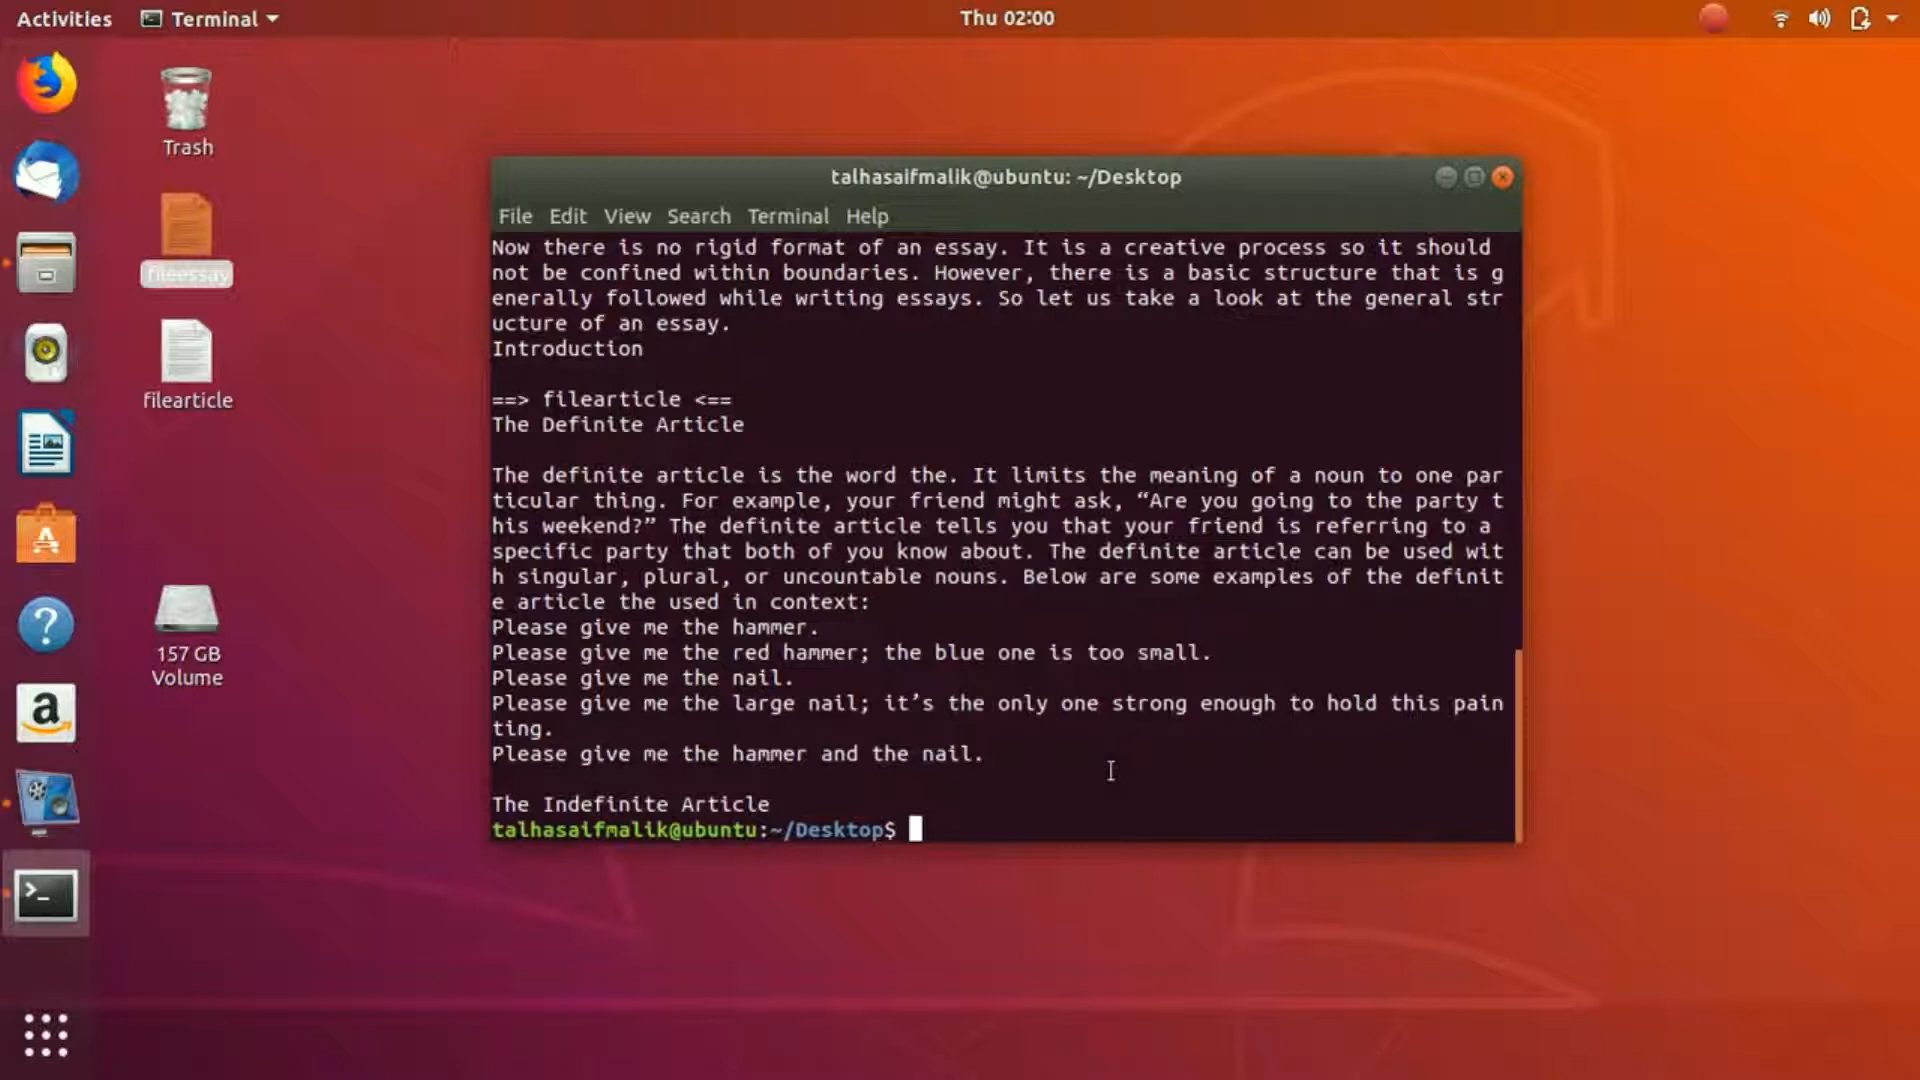 Activities
Terminal
Thu 02:00
Trash
fileessay
filearticle
157 GB
Volume
talhasaifmalik@ubuntu: ~/Desktop
File Edit View Search Terminal Help
Now there is no rigid format of an essay. It is a creative process so it should
not be confined within boundaries. However, there is a basic structure that is g
enerally followed while writing essays. So let us take a look at the general str
ucture of an essay.
Introduction
==> filearticle <==
The Definite Article
The definite article is the word the. It limits the meaning of a noun to one par
ticular thing. For example, your friend might ask, “Are you going to the party t
his weekend?” The definite article tells you that your friend is referring to a
specific party that both of you know about. The definite article can be used wit
h singular, plural, or uncountable nouns. Below are some examples of the definit
e article the used in context:
Please give me the hammer.
Please give me the red hammer; the blue one is too small.
Please give me the nail.
Please give me the large nail; it’s the only one strong enough to hold this pain
ting.
Please give me the hammer and the nail.
The Indefinite Article
talhasaifmalik@ubuntu:~/Desktop$